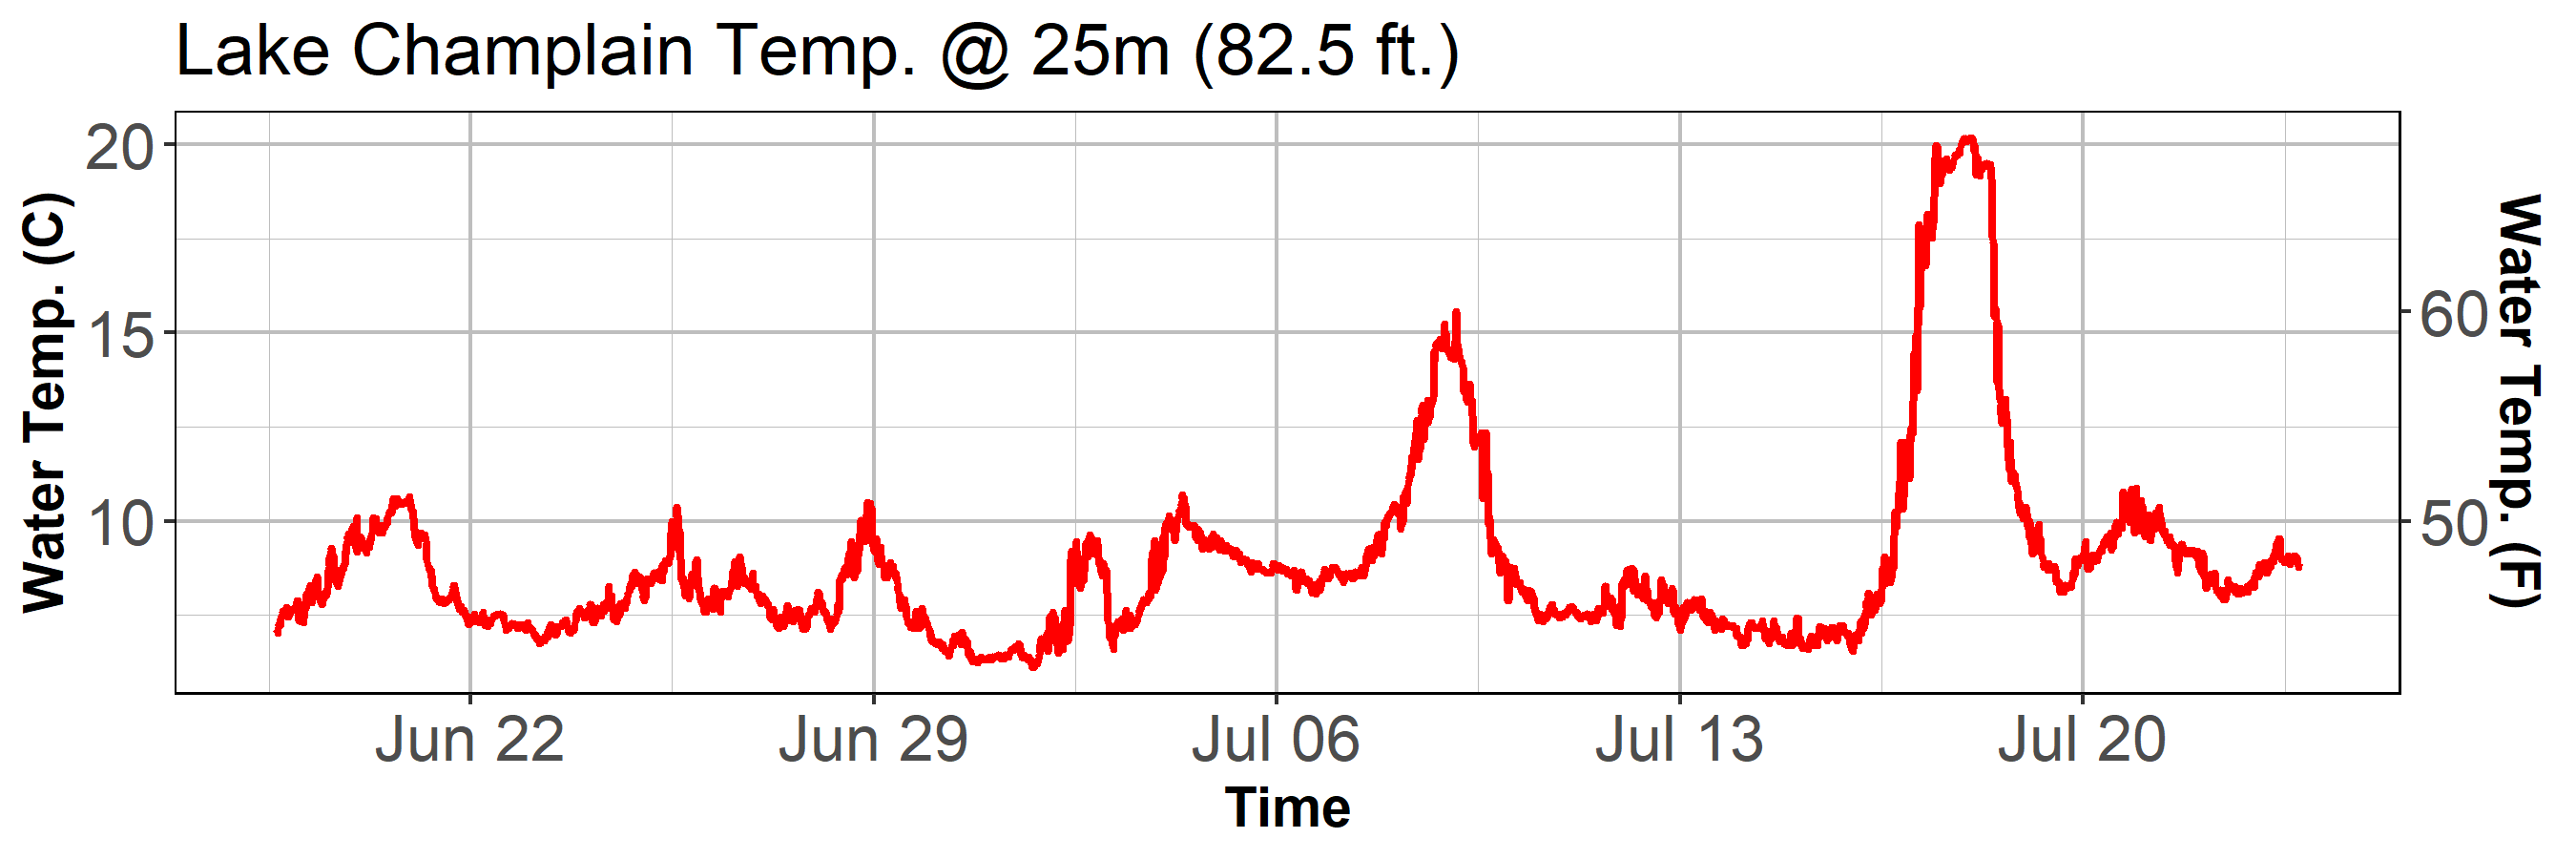 Lake Champlain Temp. @ 25m (82.5 ft.)
Water Temp. (C)
20
15
10
60
50
Water Temp. (F)
Jun 22
Jun 29
Jul 06
Jul 13
Jul 20
Time